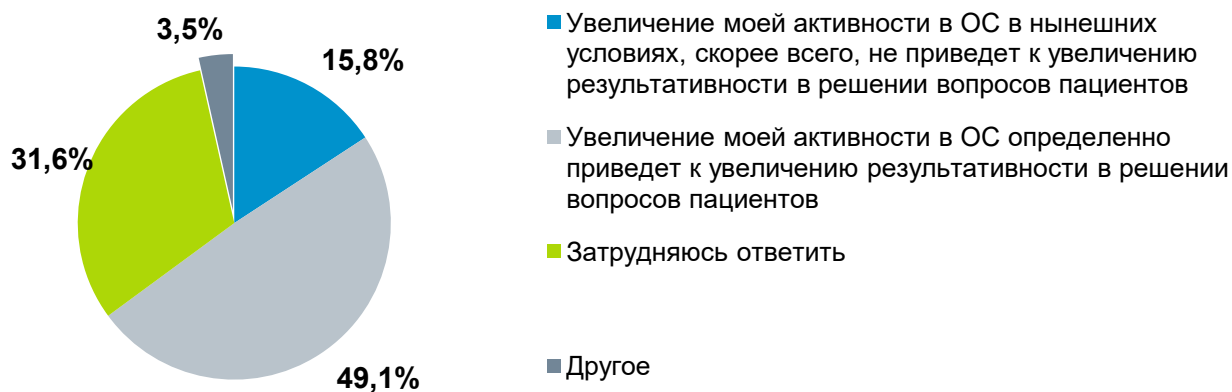 3,5%
15,8%
31,6%
49,1%
Увеличение моей активности в ОС в нынешних
условиях, скорее всего, не приведет к увеличению
результативности в решении вопросов пациентов
Увеличение моей активности в ОС определенно
приведет к увеличению результативности в решении
вопросов пациентов
Затрудняюсь ответить
Другое